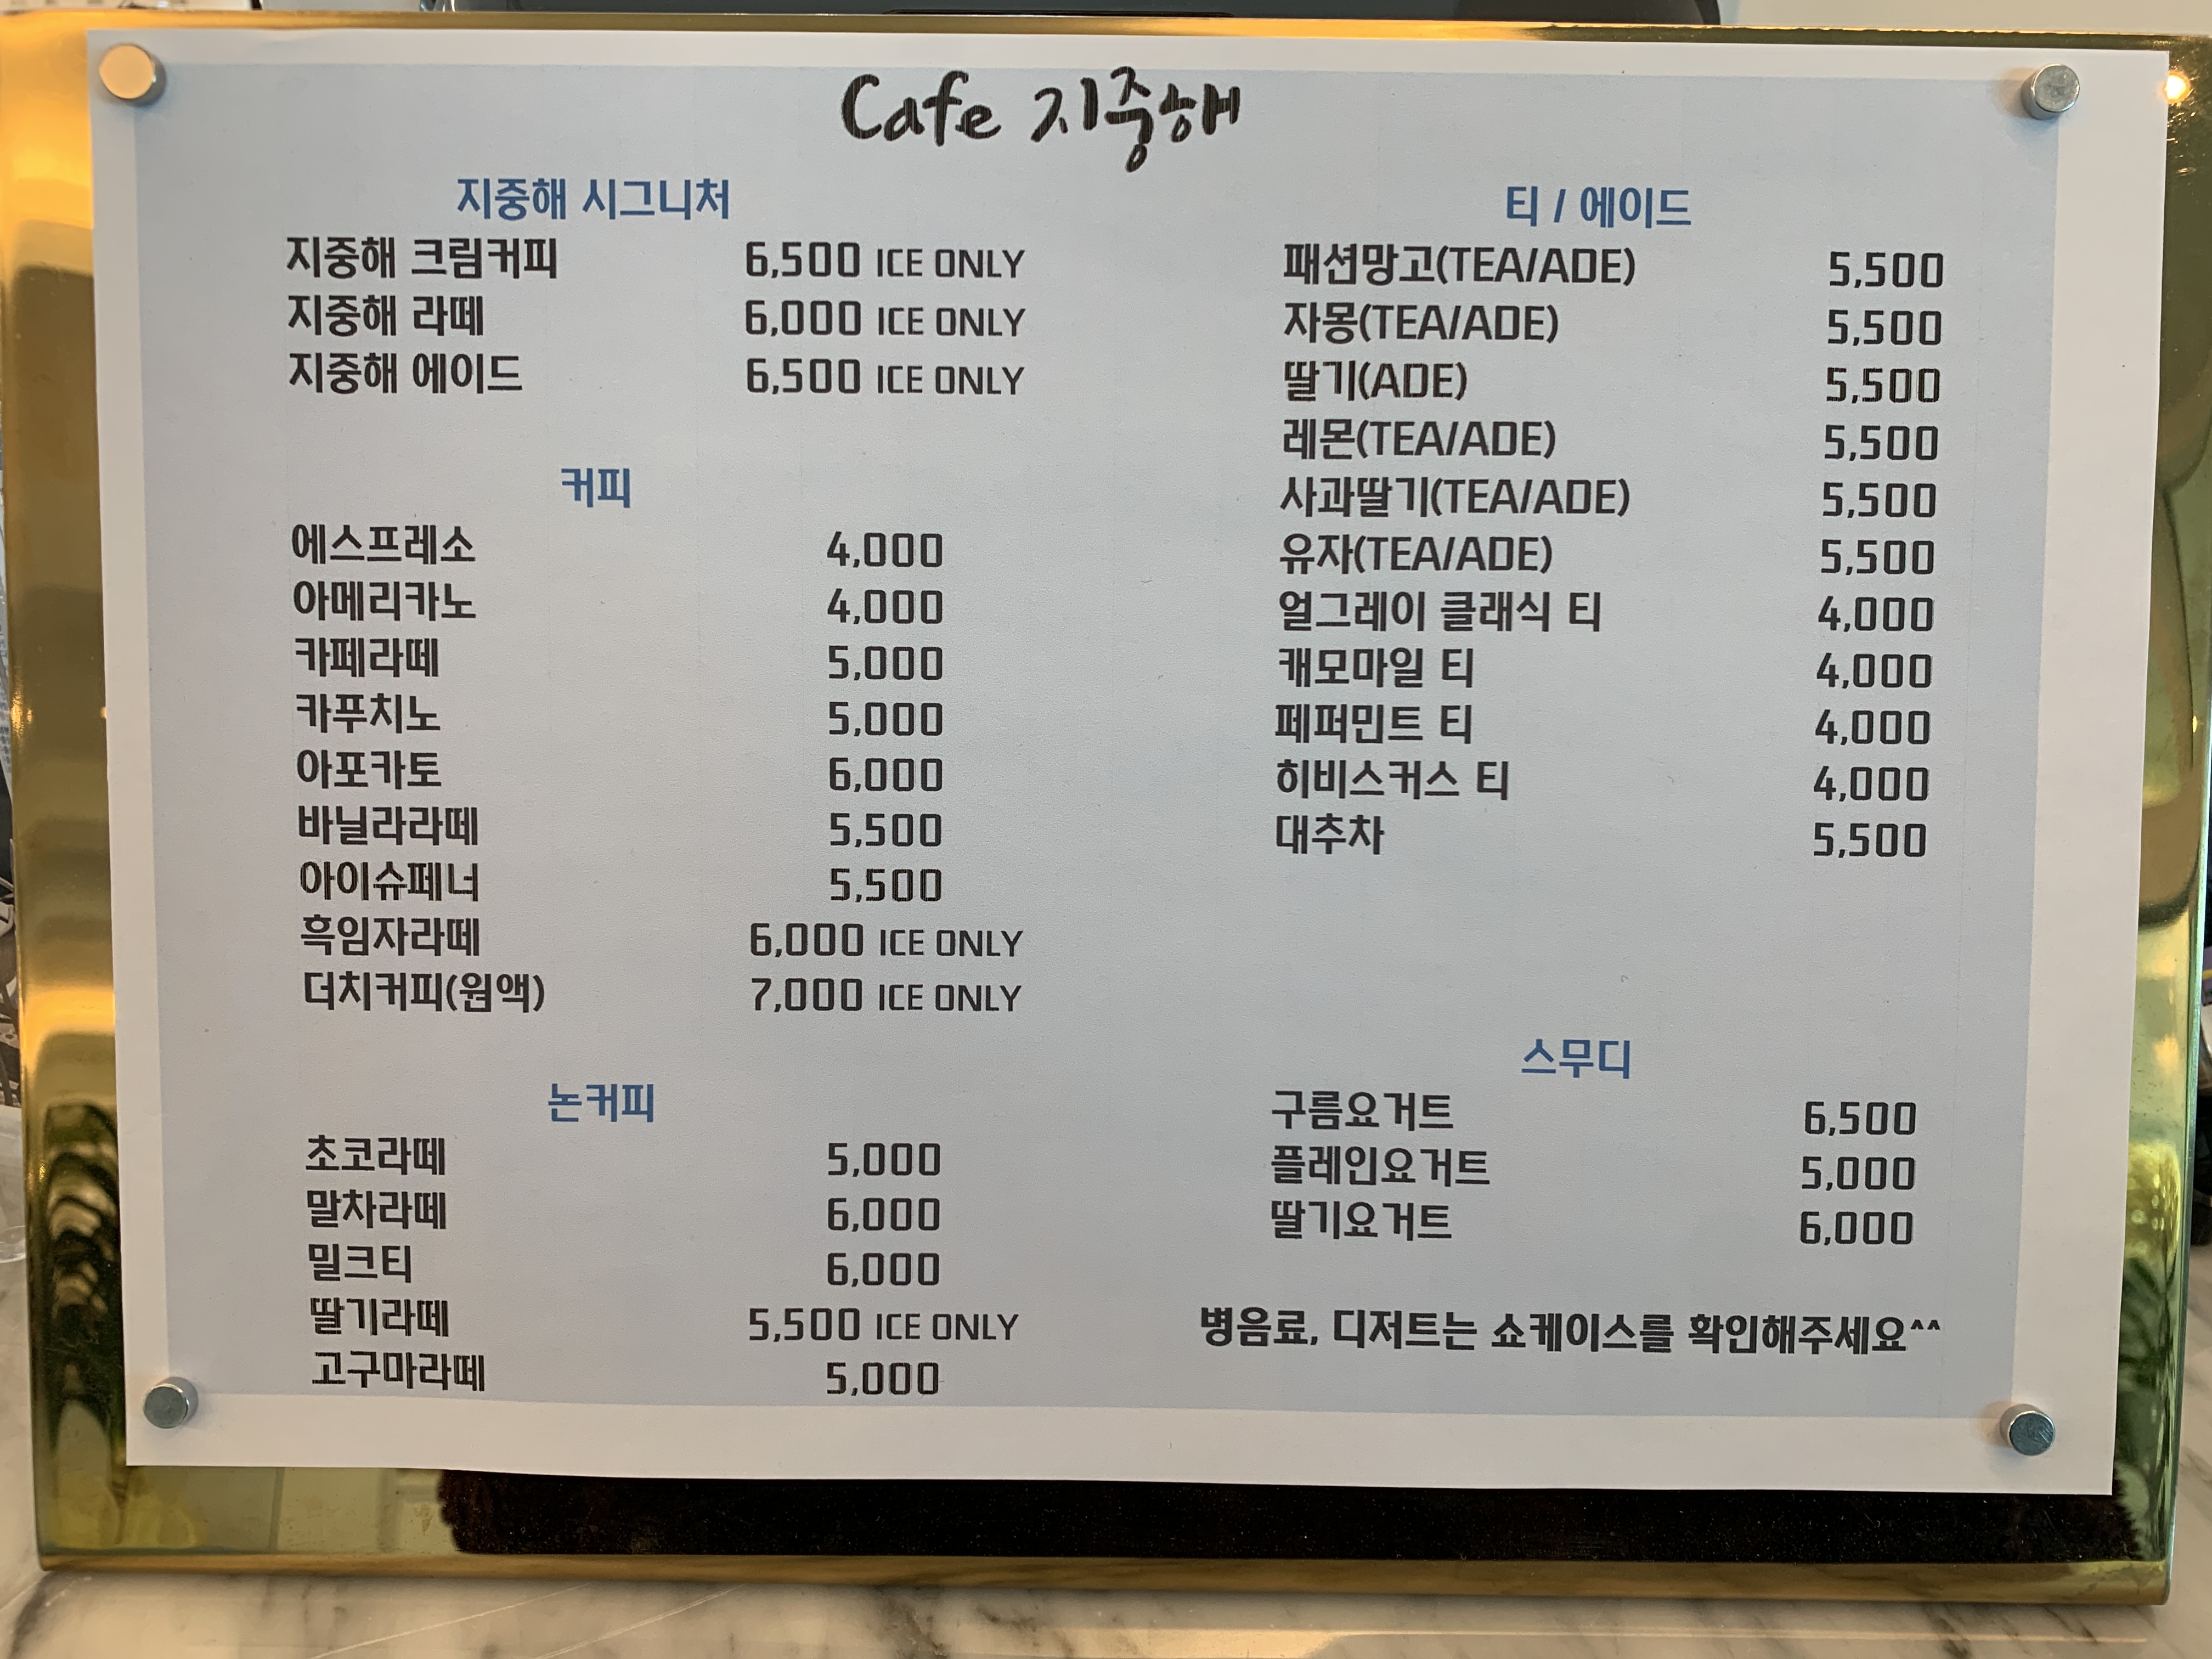 Cafe 지중해
지중해 시그니처
지중해 크림커피 6,500 ICE ONLY
지중해 라떼 6,000 ICE ONLY
지중해 에이드 6,500 ICE ONLY
커피
에스프레소 4,000
아메리카노 4,000
카페라떼 5,000
카푸치노 5,000
아포카토 6,000
바닐라라떼 5,500
아이슈페너 5,500
흑임자라떼 6,000 ICE ONLY
더치커피(원액) 7,000 ICE ONLY
논커피
초코라떼 5,000
말차라떼 6,000
밀크티 6,000
딸기라떼 5,500 ICE ONLY
고구마라떼 5,000
티 / 에이드
패션망고(TEA/ADE) 5,500
자몽(TEA/ADE) 5,500
딸기(ADE) 5,500
레몬(TEA/ADE) 5,500
사과딸기(TEA/ADE) 5,500
유자(TEA/ADE) 5,500
얼그레이 클래식 티 4,000
캐모마일 티 4,000
페퍼민트 티 4,000
히비스커스 티 4,000
대추차 5,500
스무디
구름요거트 6,500
플레인요거트 5,000
딸기요거트 6,000
병음료, 디저트는 쇼케이스를 확인해주세요^^